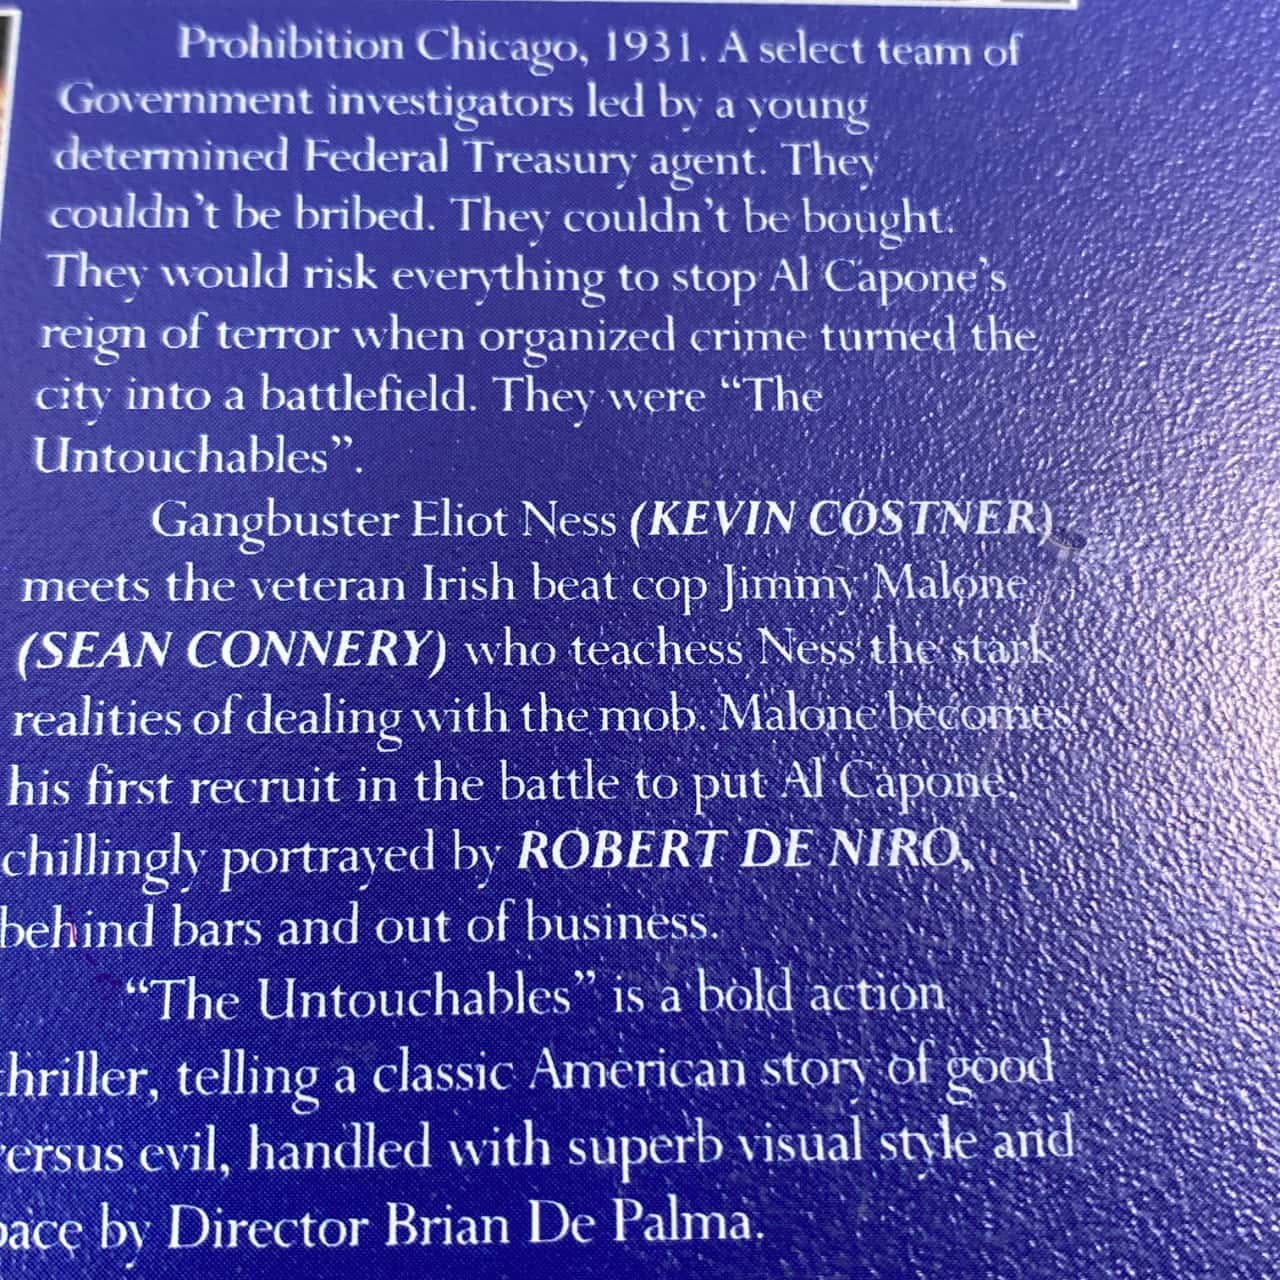 Prohibition Chicago, 1931. A select team of
Government investigators led by a young
determined Federal Treasury agent. They
couldn't be bribed. They couldn't be bought.
They would risk everything to stop Al Capone's
reign of terror when organized crime turned the
city into a battlefield. They were “The
Untouchables”.
Gangbuster Eliot Ness (KEVIN COSTNER)
meets the veteran Irish beat cop Jimmy Malone
(SEAN CONNERY) who teachess Ness the stark
realities of dealing with the mob. Malone becomes
his first recruit in the battle to put Al Capone,
chillingly portrayed by ROBERT DE NIRO,
behind bars and out of business.
“The Untouchables” is a bold action
thriller, telling a classic American story of good
versus evil, handled with superb visual style and
pace by Director Brian De Palma.